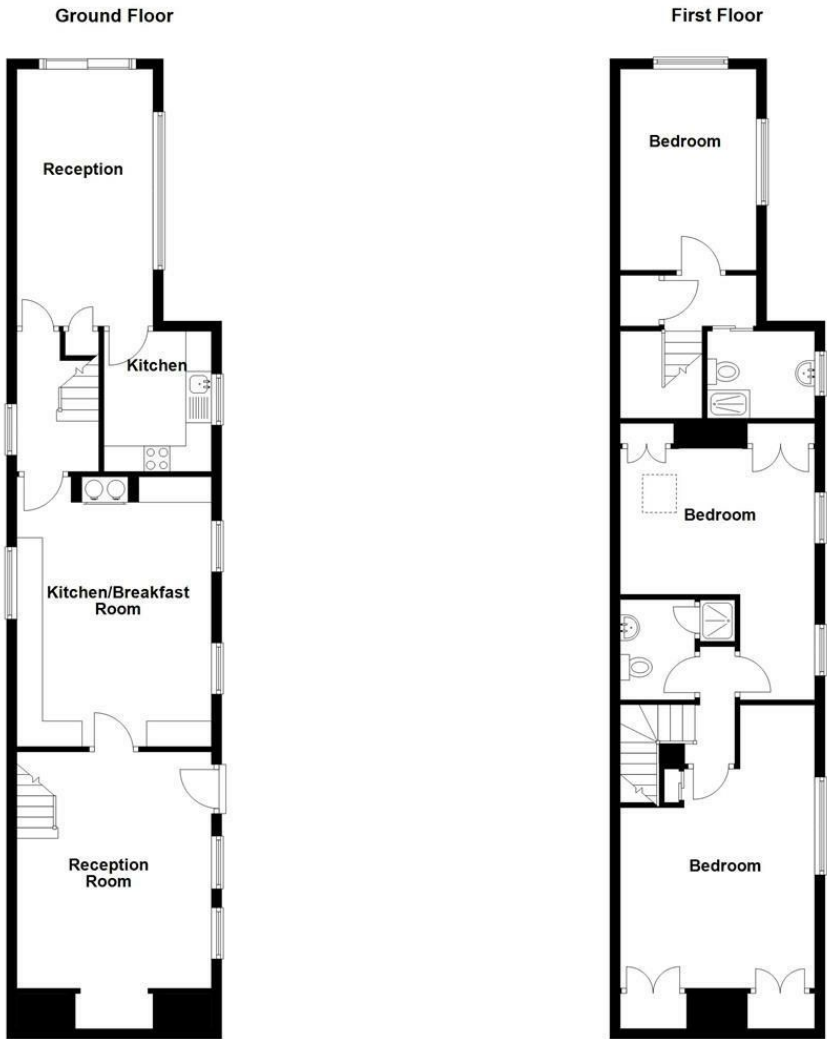 Ground Floor
Reception
Kitchen
Kitchen/Breakfast
Room
Reception
Room
First Floor
Bedroom
Bedroom
Bedroom